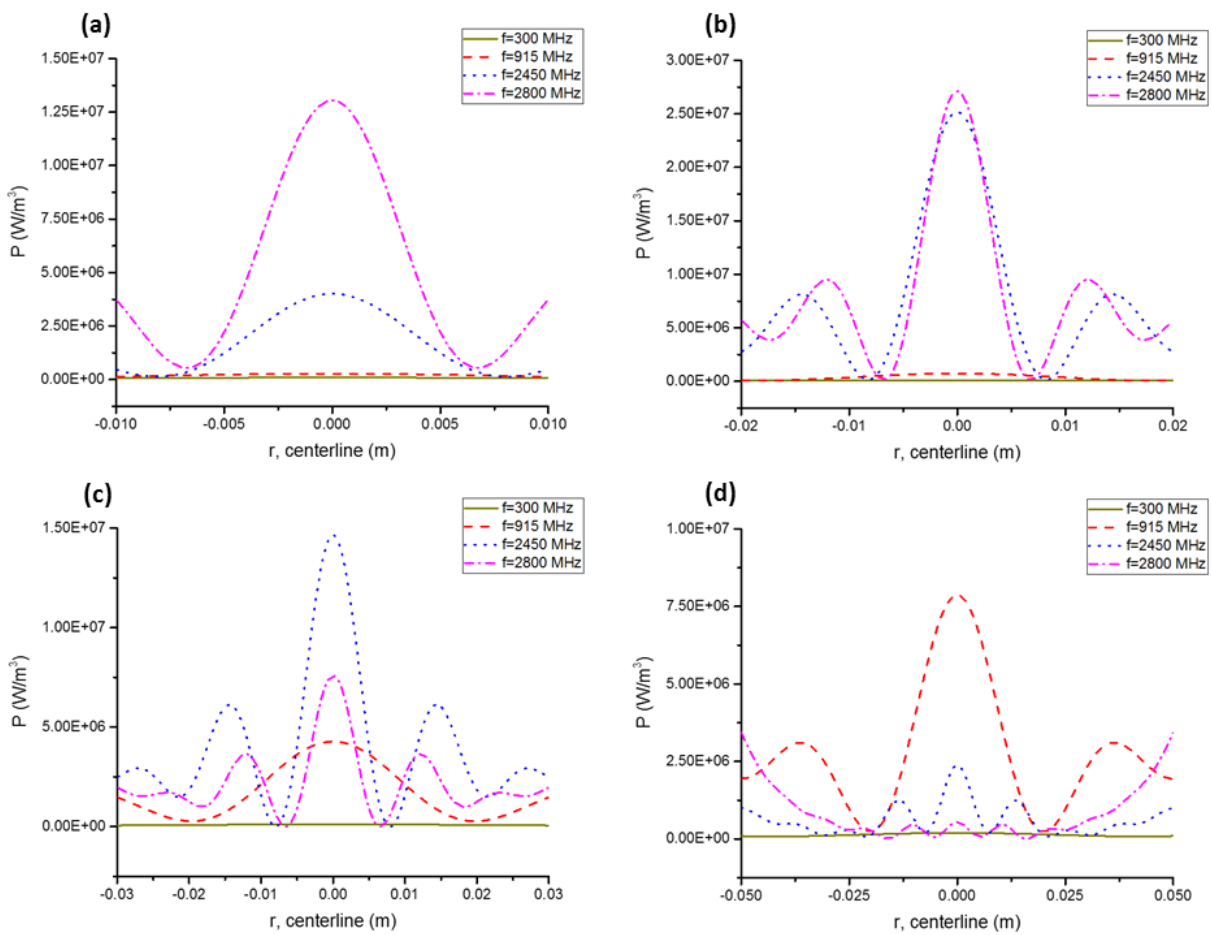 (a)
f=300 MHz
f=915 MHz
f=2450 MHz
f=2800 MHz
1.50E+07
1.25E+07
1.00E+07
7.50E+06
5.00E+06
2.50E+06
0.00E+00
P (W/m³)
-0.010
-0.005
0.000
0.005
0.010
r, centerline (m)
(b)
f=300 MHz
f=915 MHz
f=2450 MHz
f=2800 MHz
3.00E+07
2.50E+07
2.00E+07
1.50E+07
1.00E+07
5.00E+06
0.00E+00
P (W/m³)
-0.02
-0.01
0.00
0.01
0.02
r, centerline (m)
(c)
f=300 MHz
f=915 MHz
f=2450 MHz
f=2800 MHz
1.50E+07
1.00E+07
5.00E+06
0.00E+00
P (W/m³)
-0.03
-0.02
-0.01
0.00
0.01
0.02
0.03
r, centerline (m)
(d)
f=300 MHz
f=915 MHz
f=2450 MHz
f=2800 MHz
1.00E+07
7.50E+06
5.00E+06
2.50E+06
0.00E+00
P (W/m³)
-0.050
-0.025
0.000
0.025
0.050
r, centerline (m)